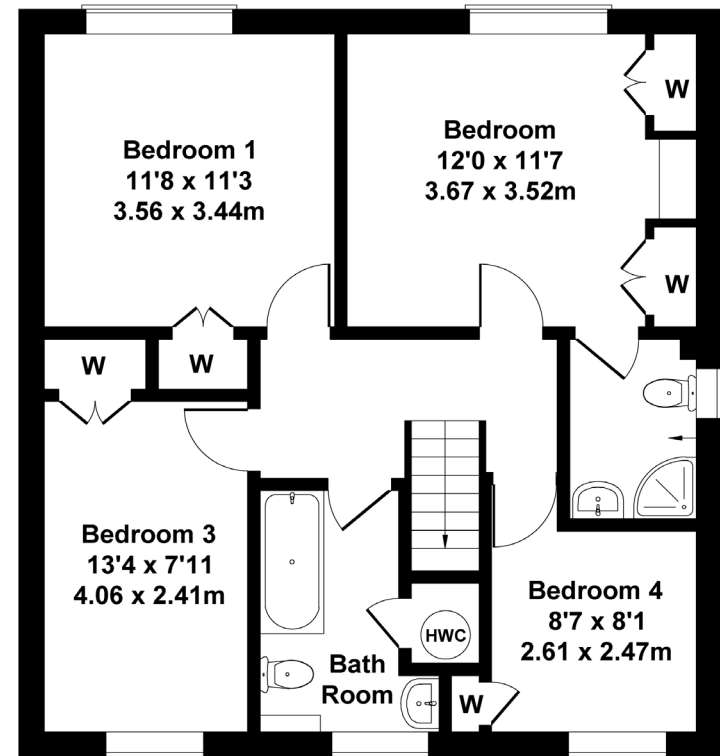 Bedroom 1
11'8 x 11'3
3.56 x 3.44m
Bedroom
12'0 x 11'7
3.67 x 3.52m
W
W
W
W
Bedroom 3
13'4 x 7'11
4.06 x 2.41m
Bedroom 4
8'7 x 8'1
2.61 x 2.47m
HWC
Bath
Room
W